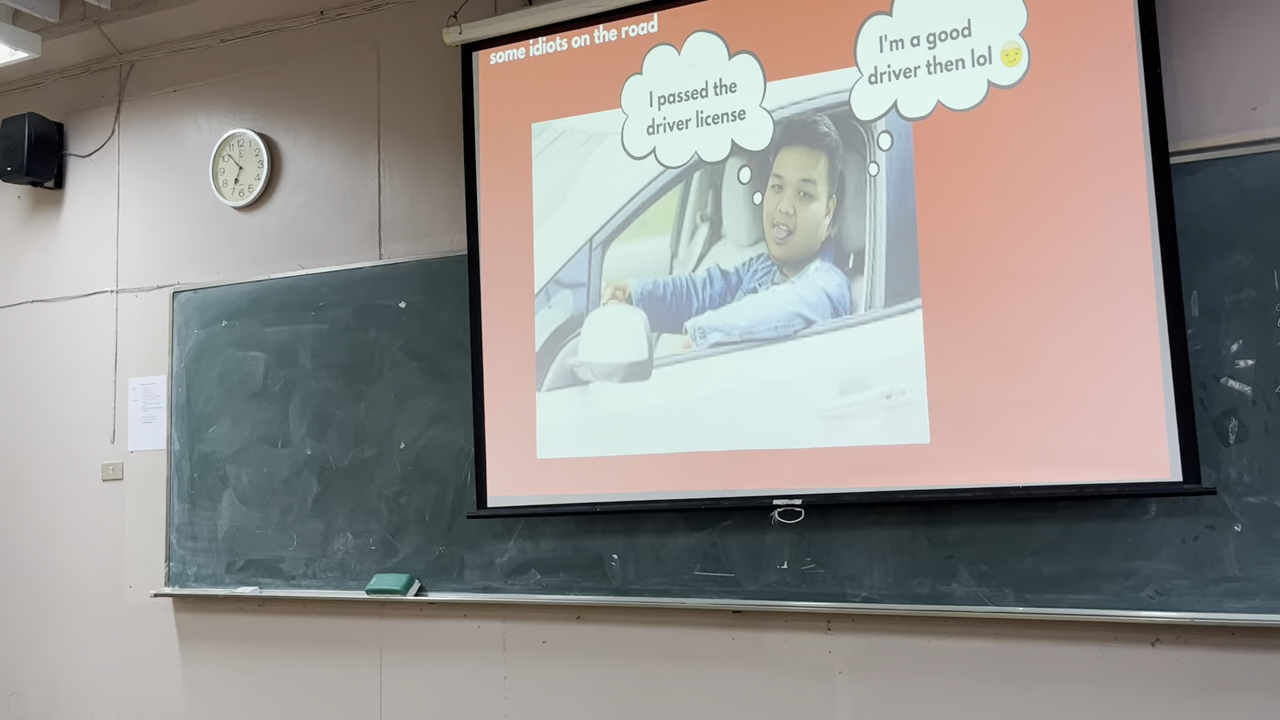 some idiots on the road
I passed the
driver license
I'm a good
driver then lol 😏